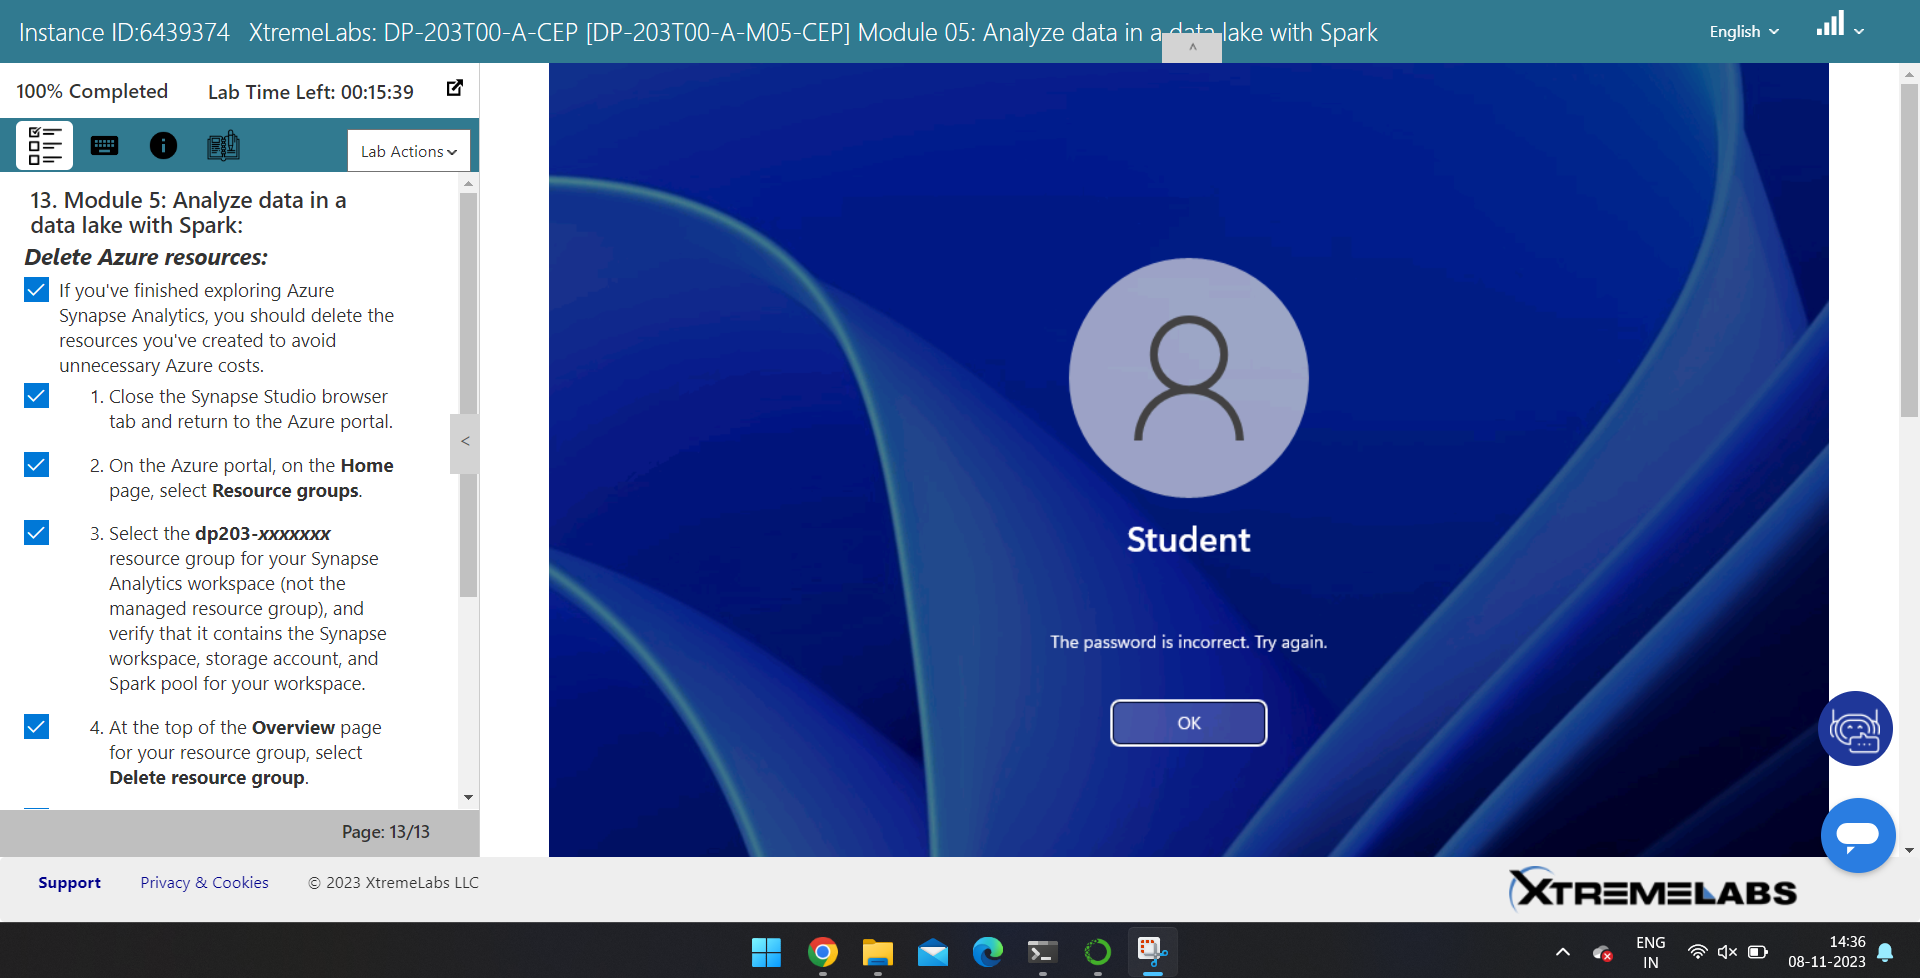 Instance ID:6439374 XtremeLabs: DP-203T00-A-CEP [DP-203T00-A-M05-CEP] Module 05: Analyze data in a data lake with Spark
English
100% Completed
Lab Time Left: 00:15:39
Lab Actions
13. Module 5: Analyze data in a
data lake with Spark:
Delete Azure resources:
If you've finished exploring Azure
Synapse Analytics, you should delete the
resources you've created to avoid
unnecessary Azure costs.
1. Close the Synapse Studio browser
tab and return to the Azure portal.
2. On the Azure portal, on the Home
page, select Resource groups.
3. Select the dp203-xxxxxxx
resource group for your Synapse
Analytics workspace (not the
managed resource group), and
verify that it contains the Synapse
workspace, storage account, and
Spark pool for your workspace.
4. At the top of the Overview page
for your resource group, select
Delete resource group.
Page: 13/13
Student
The password is incorrect. Try again.
OK
Support
Privacy & Cookies
© 2023 XtremeLabs LLC
XTREMELABS
ENG
IN
14:36
08-11-2023